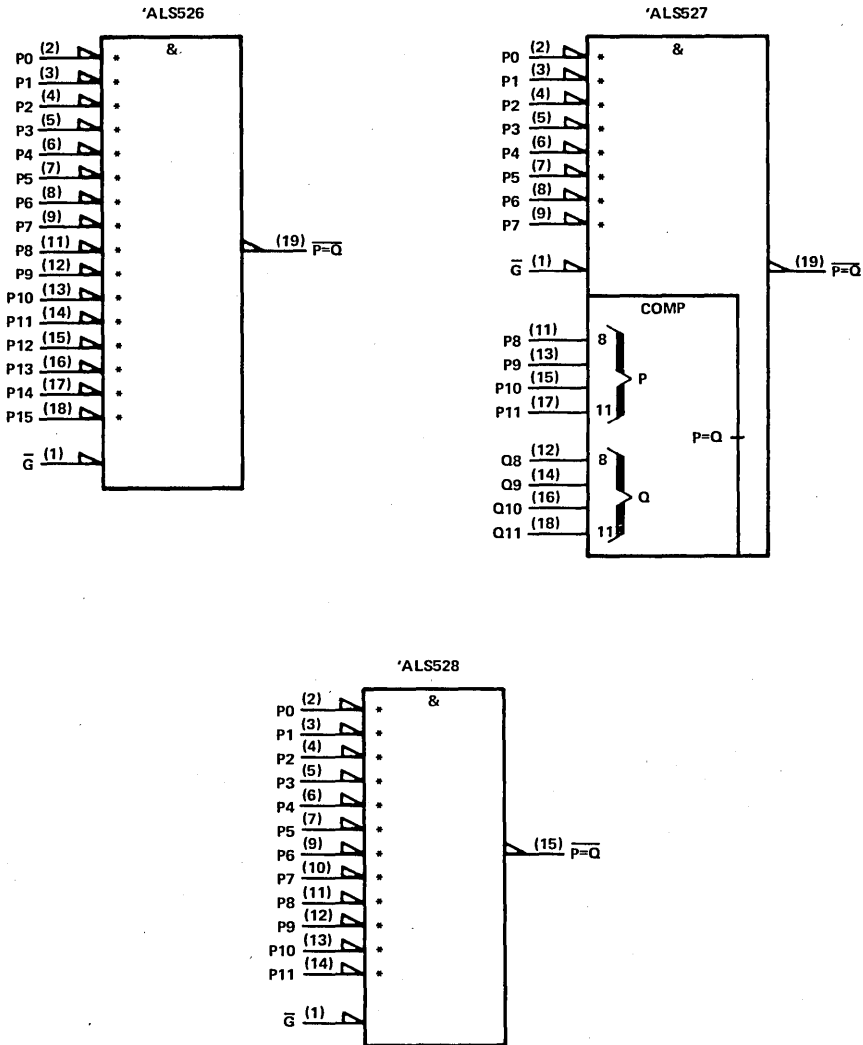 'ALS526
&
P0 (2) *
P1 (3) *
P2 (4) *
P3 (5) *
P4 (6) *
P5 (7) *
P6 (8) *
P7 (9) *
P8 (11) *
P9 (12) *
P10 (13) *
P11 (14) *
P12 (15) *
P13 (16) *
P14 (17) *
P15 (18) *
G̅ (1)
(19) P̅=̅Q̅
'ALS527
&
P0 (2) *
P1 (3) *
P2 (4) *
P3 (5) *
P4 (6) *
P5 (7) *
P6 (8) *
P7 (9) *
G̅ (1)
(19) P̅=̅Q̅
COMP
P8 (11) 8
P9 (13)
P
P10 (15)
P11 (17) 11
P=Q
Q8 (12) 8
Q9 (14)
Q
Q10 (16)
Q11 (18) 11
'ALS528
&
P0 (2) *
P1 (3) *
P2 (4) *
P3 (5) *
P4 (6) *
P5 (7) *
P6 (9) *
P7 (10) *
P8 (11) *
P9 (12) *
P10 (13) *
P11 (14) *
G̅ (1)
(15) P̅=̅Q̅